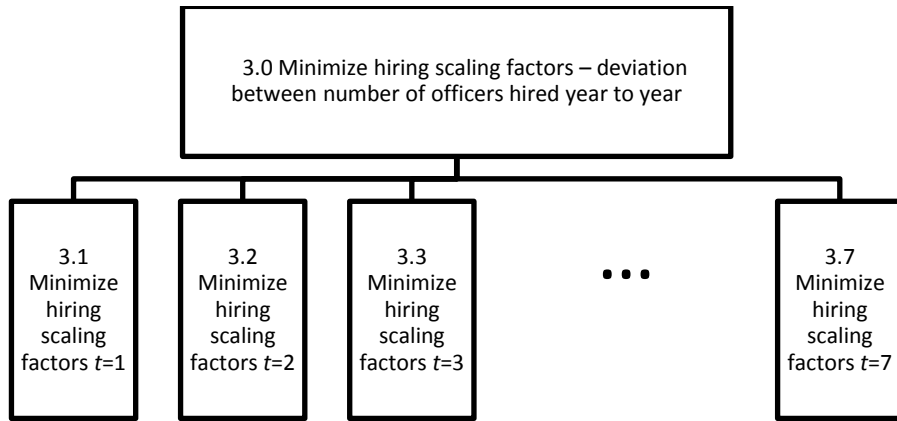 3.0 Minimize hiring scaling factors – deviation
between number of officers hired year to year
3.1
Minimize
hiring
scaling
factors t=1
3.2
Minimize
hiring
scaling
factors t=2
3.3
Minimize
hiring
scaling
factors t=3
...
3.7
Minimize
hiring
scaling
factors t=7